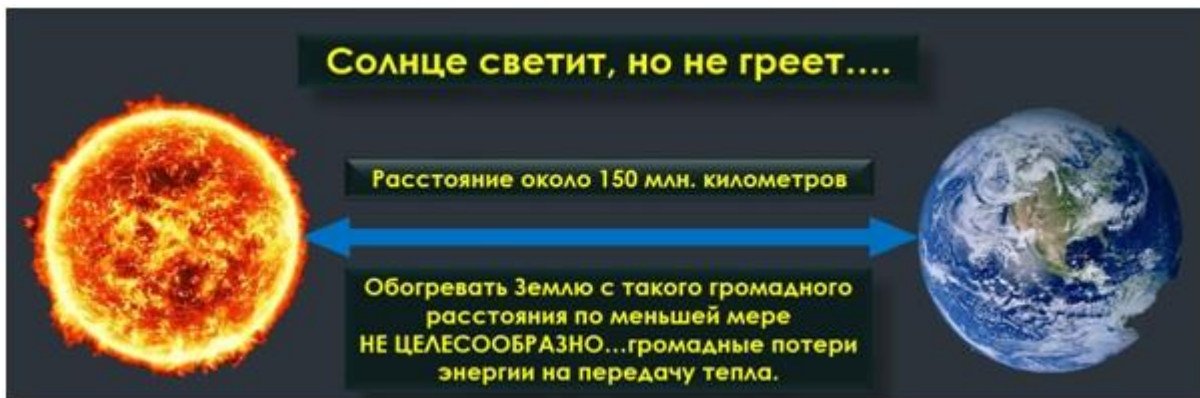 Солнце светит, но не греет....
Расстояние около 150 млн. километров
Обогревать Землю с такого громадного
расстояния по меньшей мере
НЕ ЦЕЛЕСООБРАЗНО...громадные потери
энергии на передачу тепла.